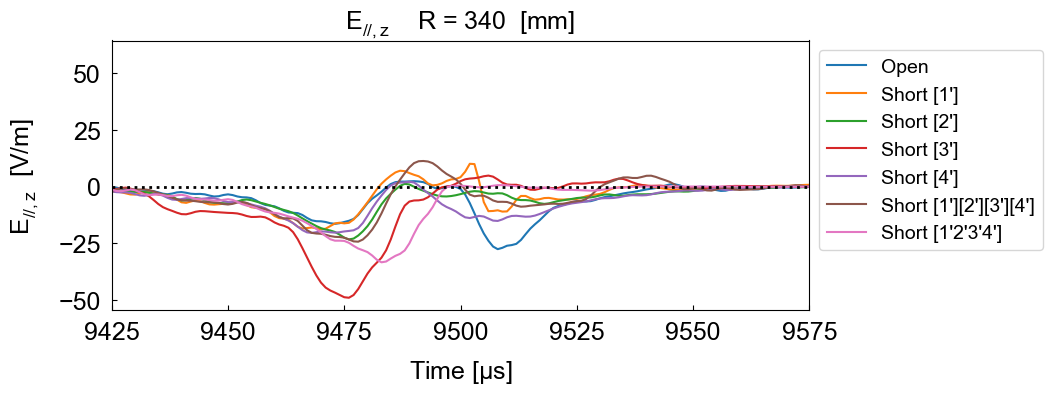 E//, z R = 340 [mm]
E//, z [V/m]
50
25
0
−25
−50
9425 9450 9475 9500 9525 9550 9575
Time [μs]
Open
Short [1']
Short [2']
Short [3']
Short [4']
Short [1'][2'][3'][4']
Short [1'2'3'4']